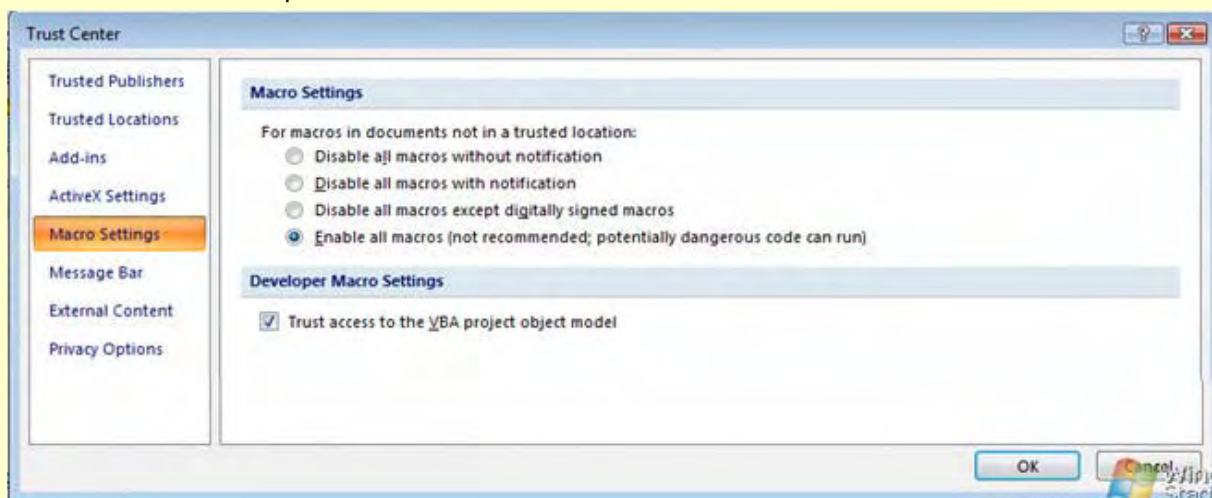 Trust Center
Trusted Publishers
Trusted Locations
Add-ins
ActiveX Settings
Macro Settings
Message Bar
External Content
Privacy Options
Macro Settings
For macros in documents not in a trusted location:
Disable all macros without notification
Disable all macros with notification
Disable all macros except digitally signed macros
Enable all macros (not recommended; potentially dangerous code can run)
Developer Macro Settings
Trust access to the VBA project object model
OK
Cancel